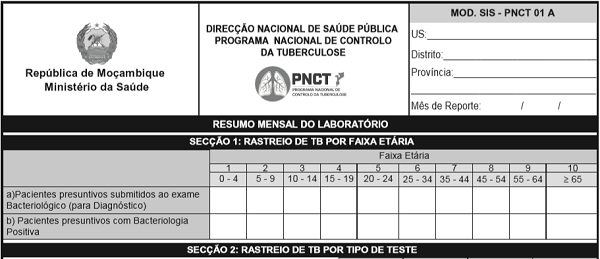 República de Moçambique
Ministério da Saúde
DIRECÇÃO NACIONAL DE SAÚDE PÚBLICA
PROGRAMA NACIONAL DE CONTROLO
DA TUBERCULOSE
PNCT
PROGRAMA NACIONAL DE
CONTROLO DA TUBERCULOSE
MOD. SIS - PNCT 01 A
US:
Distrito:
Província:
Mês de Reporte: / /
RESUMO MENSAL DO LABORATÓRIO
SECÇÃO 1: RASTREIO DE TB POR FAIXA ETÁRIA
Faixa Etária
1 2 3 4 5 6 7 8 9 10
0 - 4 5 - 9 10 - 14 15 - 19 20 - 24 25 - 34 35 - 44 45 - 54 55 - 64 ≥ 65
a)Pacientes presuntivos submetidos ao exame
Bacteriológico (para Diagnóstico)
b) Pacientes presuntivos com Bacteriologia
Positiva
SECÇÃO 2: RASTREIO DE TB POR TIPO DE TESTE